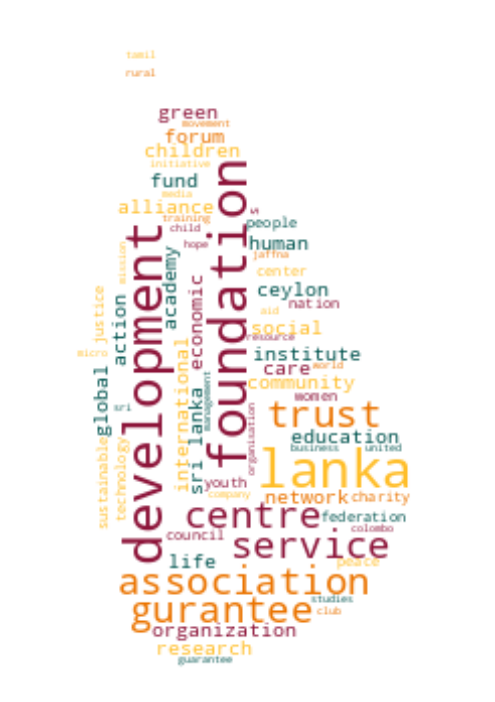 tamil
rural
green
movement
forum
children
initiative
fund
media
alliance
training
child
hope
foundation
s
people
human
jaffna
center
ceylon
nation
aid
social
resource
institute
care
world
community
women
trust
education
business united
lanka
network charity
federation
colombo
development
mission
justice
action
academy
economic
micro
global
sri
international
sri lanka
management
organisation
sustainable
technology
youth
company
centre
service
council
life
peace
association
studies
gurantee
club
organization
research
guarantee